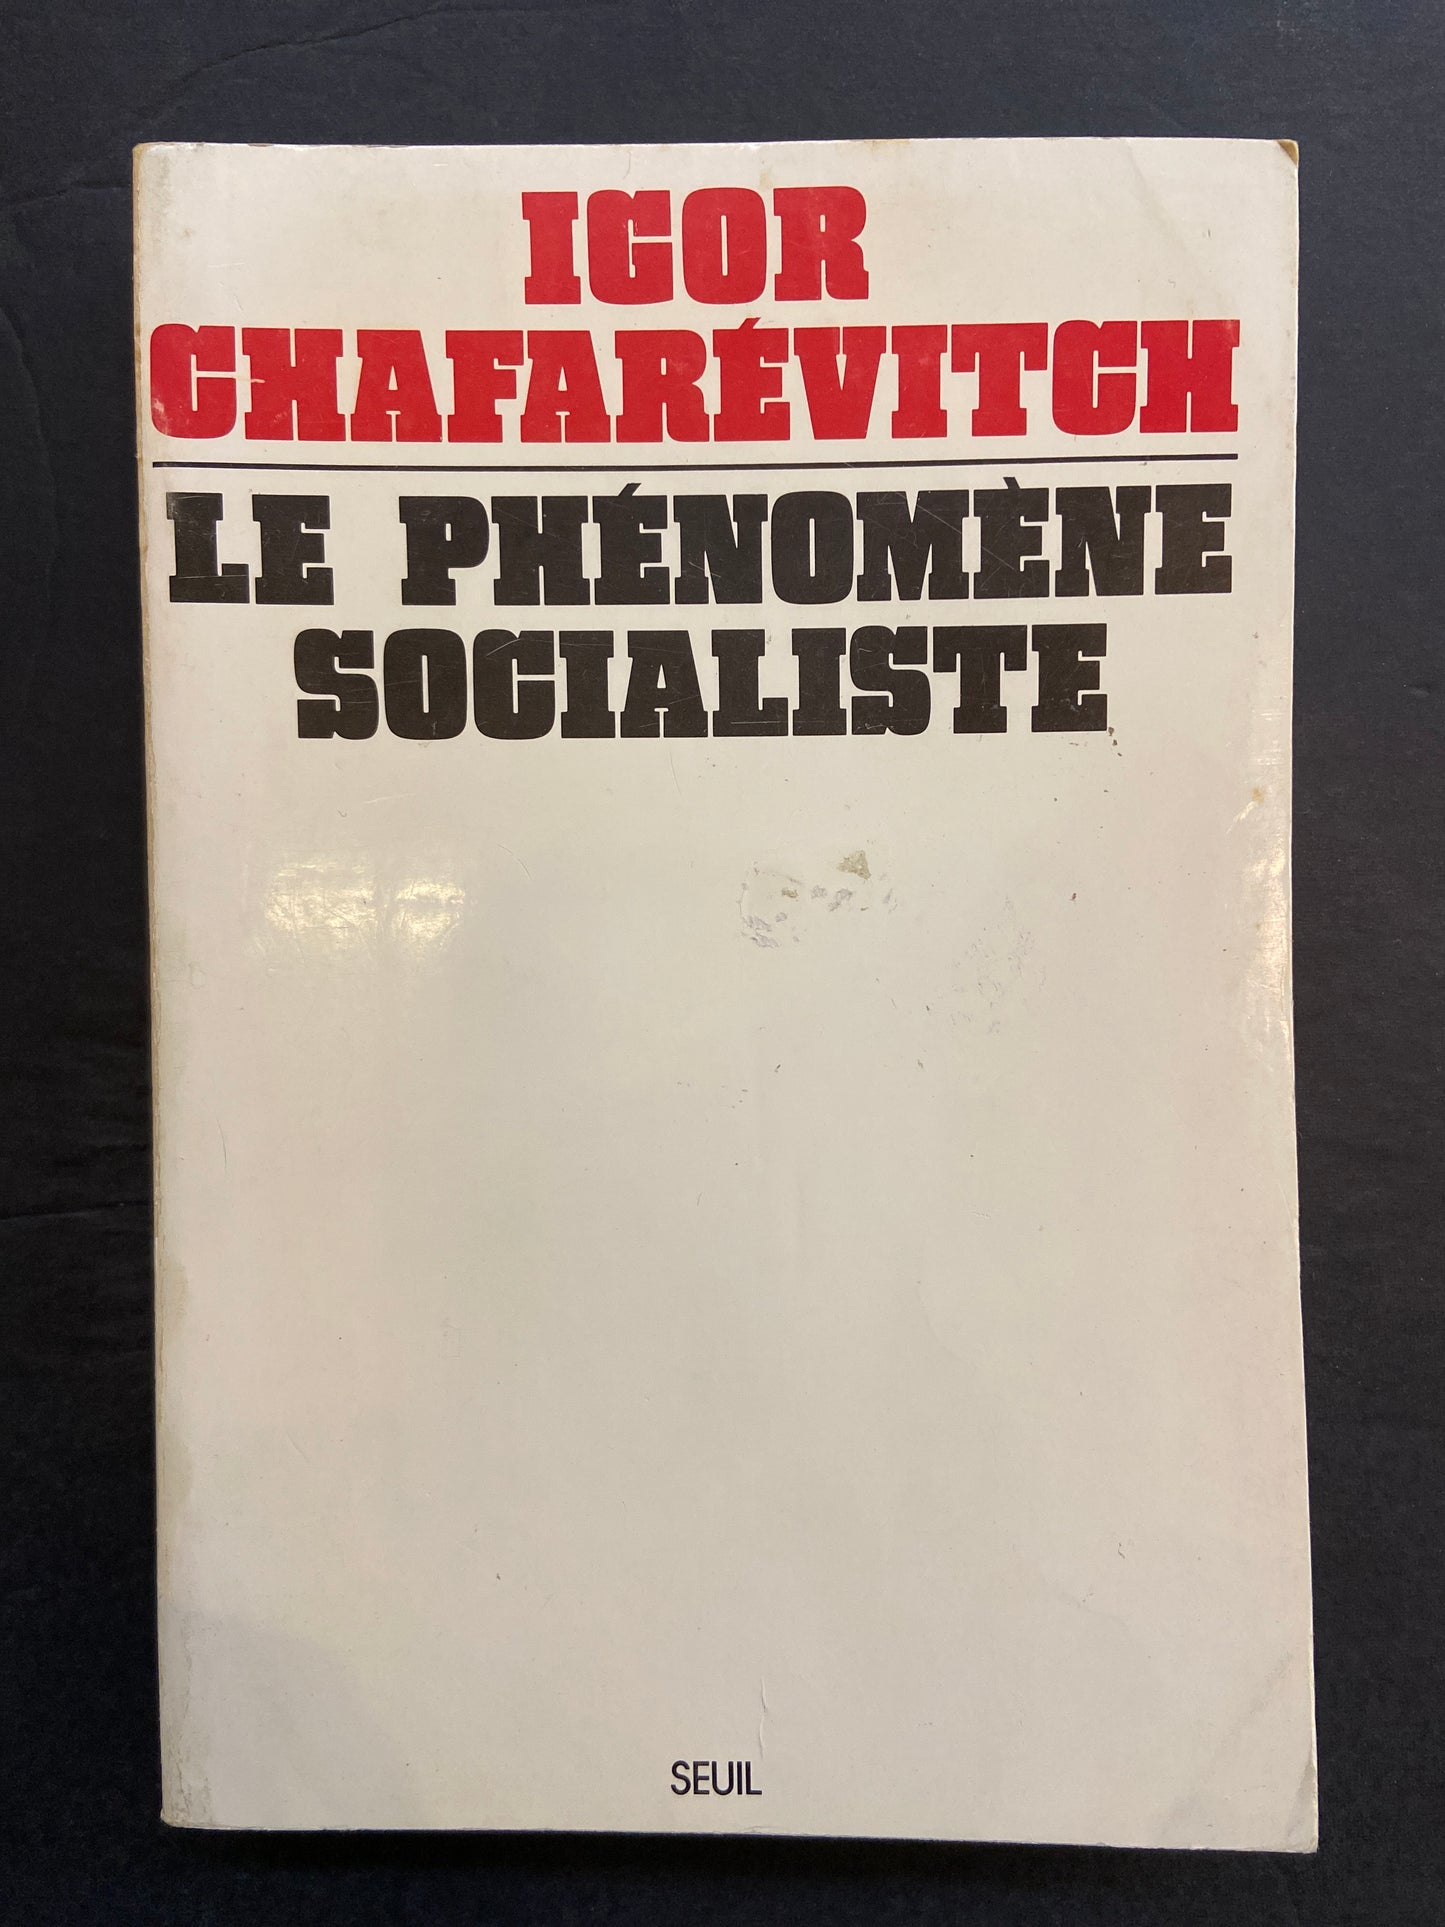 IGOR
CHAFARÉVITCH
LE PHÉNOMÈNE
SOCIALISTE
SEUIL